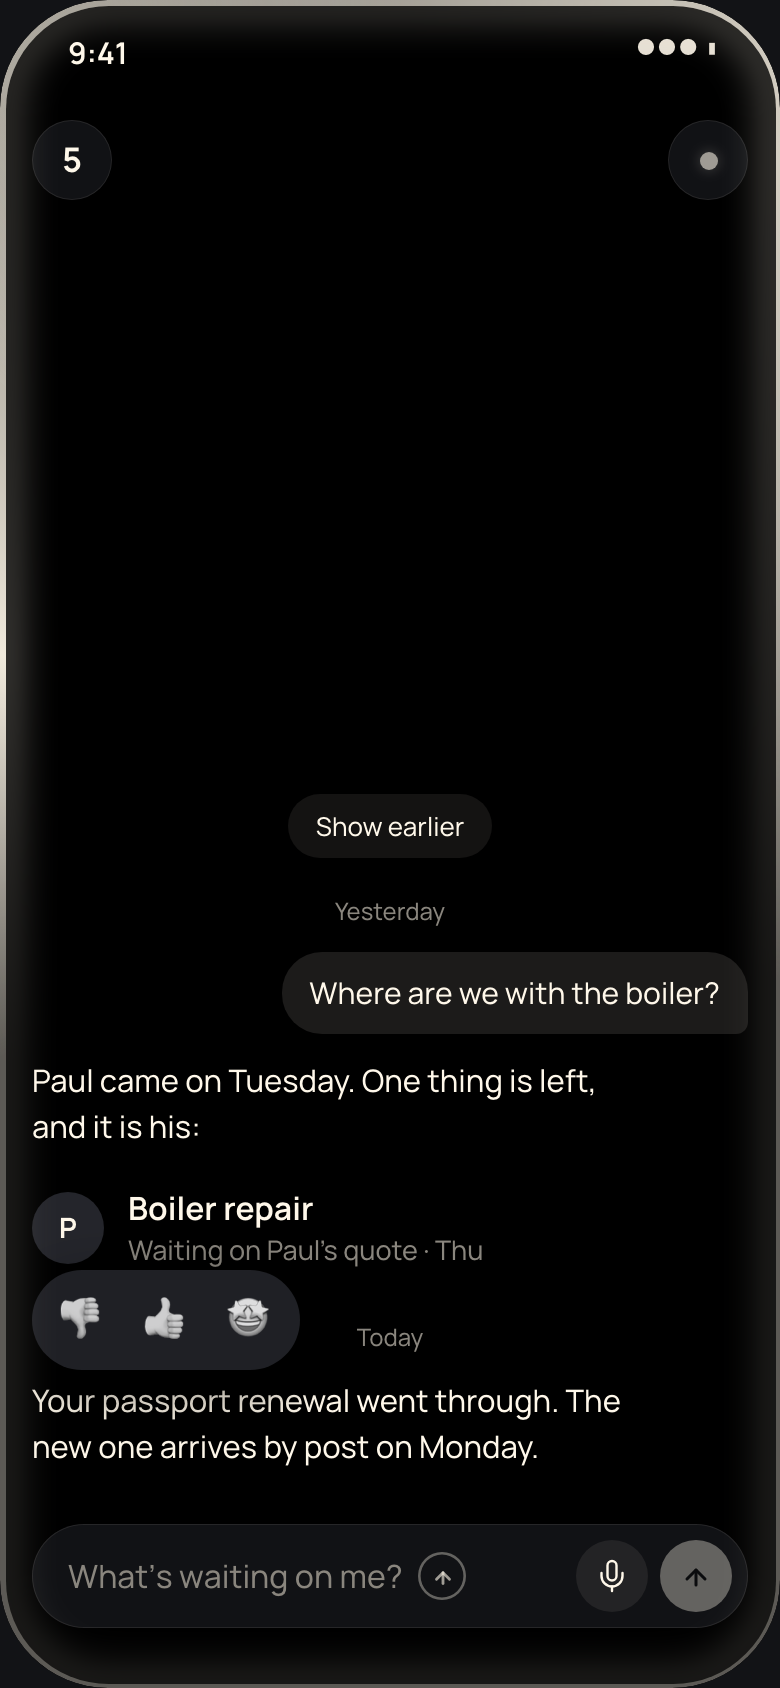 9:41
5
Show earlier
Yesterday
Where are we with the boiler?
Paul came on Tuesday. One thing is left,
and it is his:
P
Boiler repair
Waiting on Paul’s quote · Thu
Today
Your passport renewal went through. The
new one arrives by post on Monday.
What’s waiting on me?